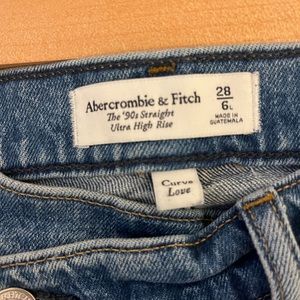 Abercrombie & Fitch
The '90s Straight
Ultra High Rise
28
6L
MADE IN
GUATEMALA
Curve
Love